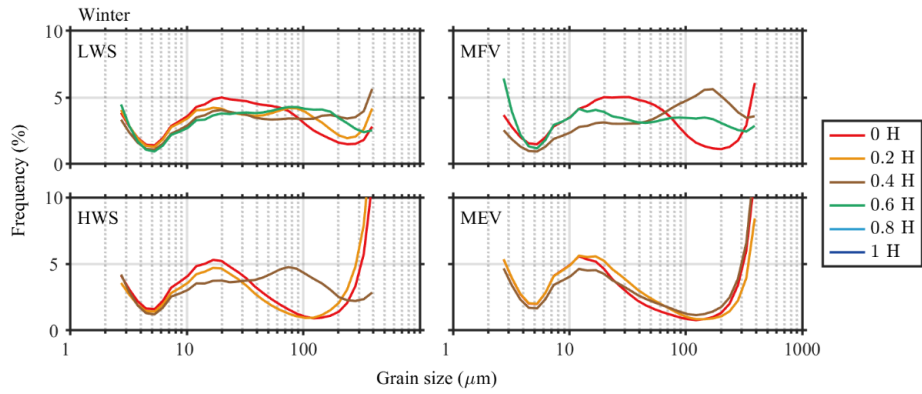 Winter
10
5
0
LWS
MFV
10
5
0
HWS
MEV
1
10
100
1
10
100
1000
Frequency (%)
Grain size (μm)
0 H
0.2 H
0.4 H
0.6 H
0.8 H
1 H